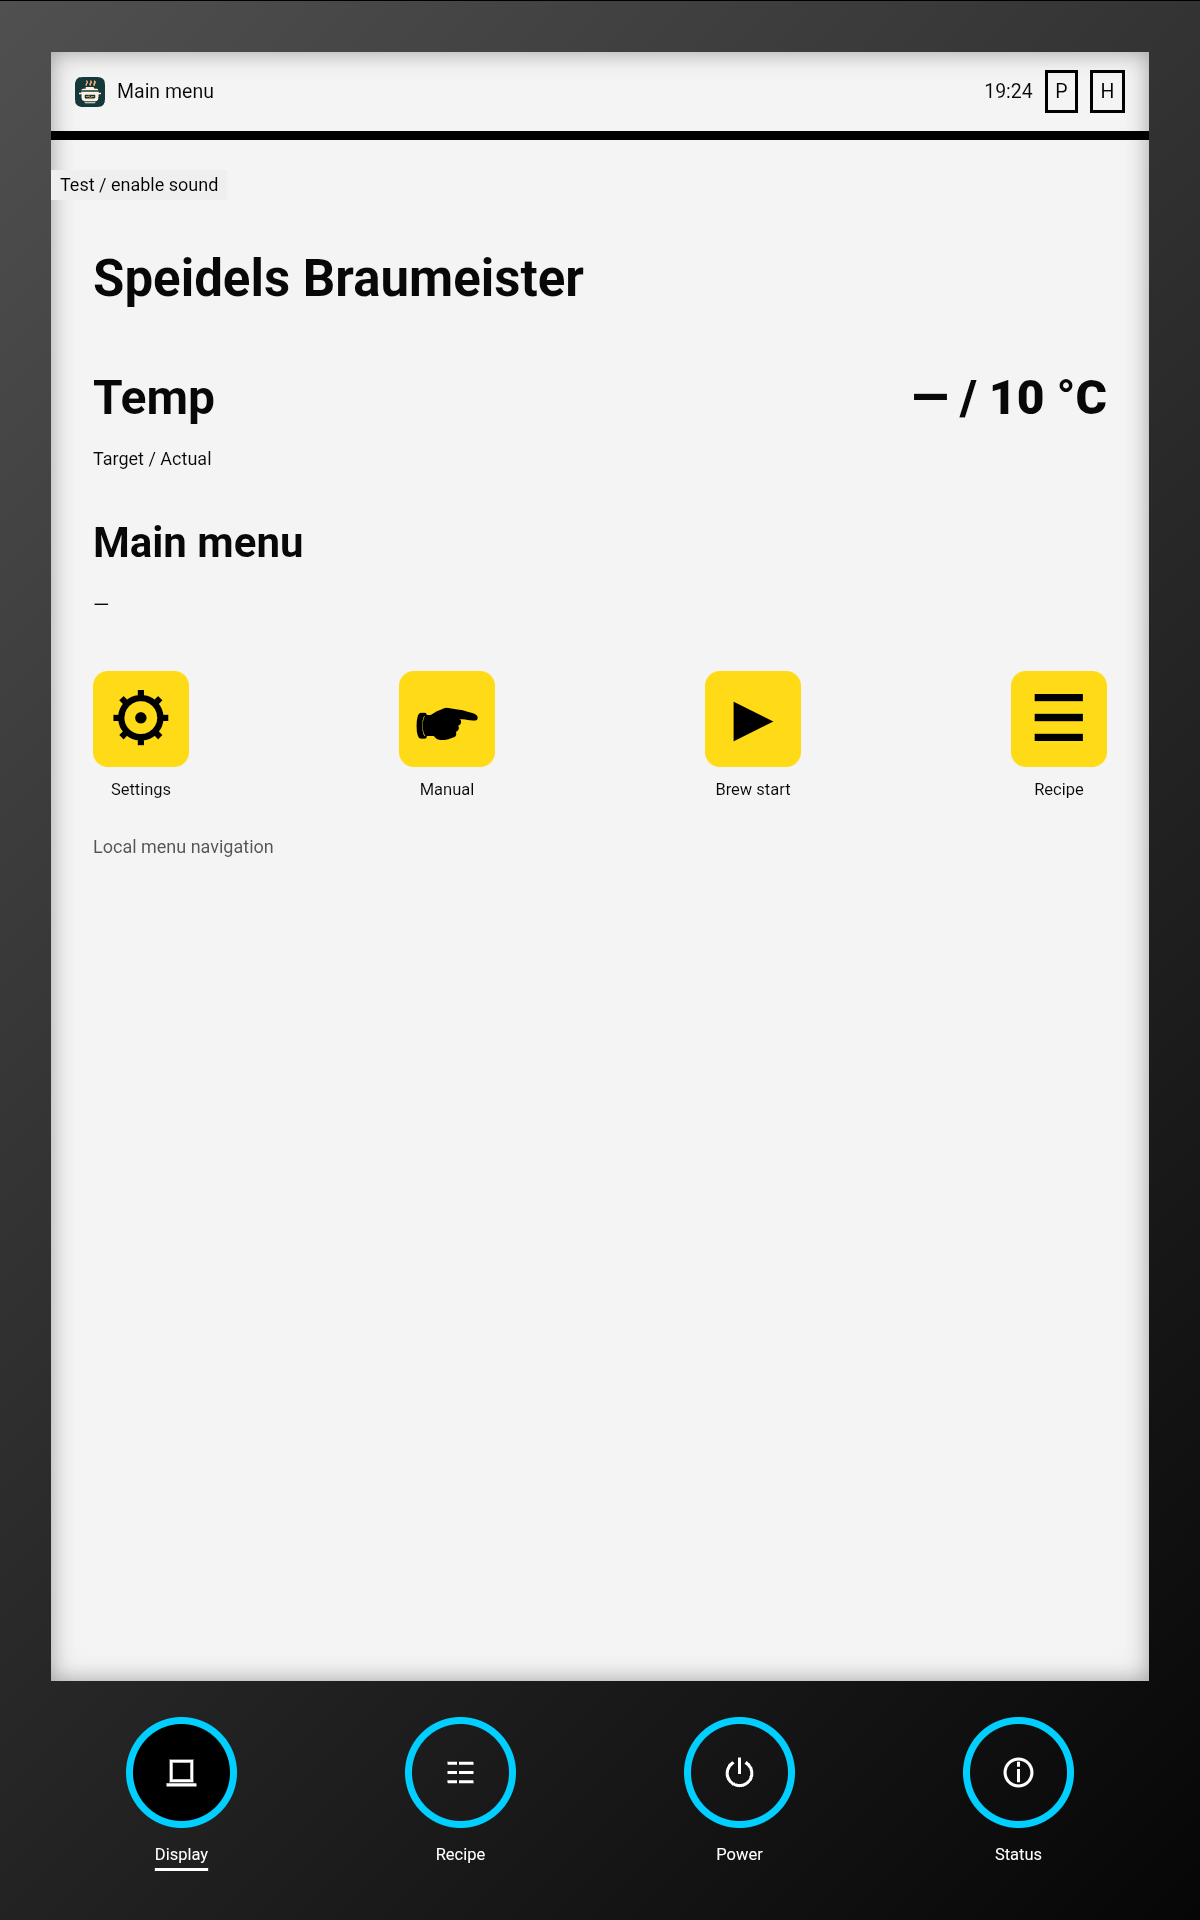 Main menu
19:24 P H
Test / enable sound
Speidels Braumeister
Temp
– / 10 °C
Target / Actual
Main menu
–
Settings
Manual
Brew start
Recipe
Local menu navigation
Display
Recipe
Power
Status